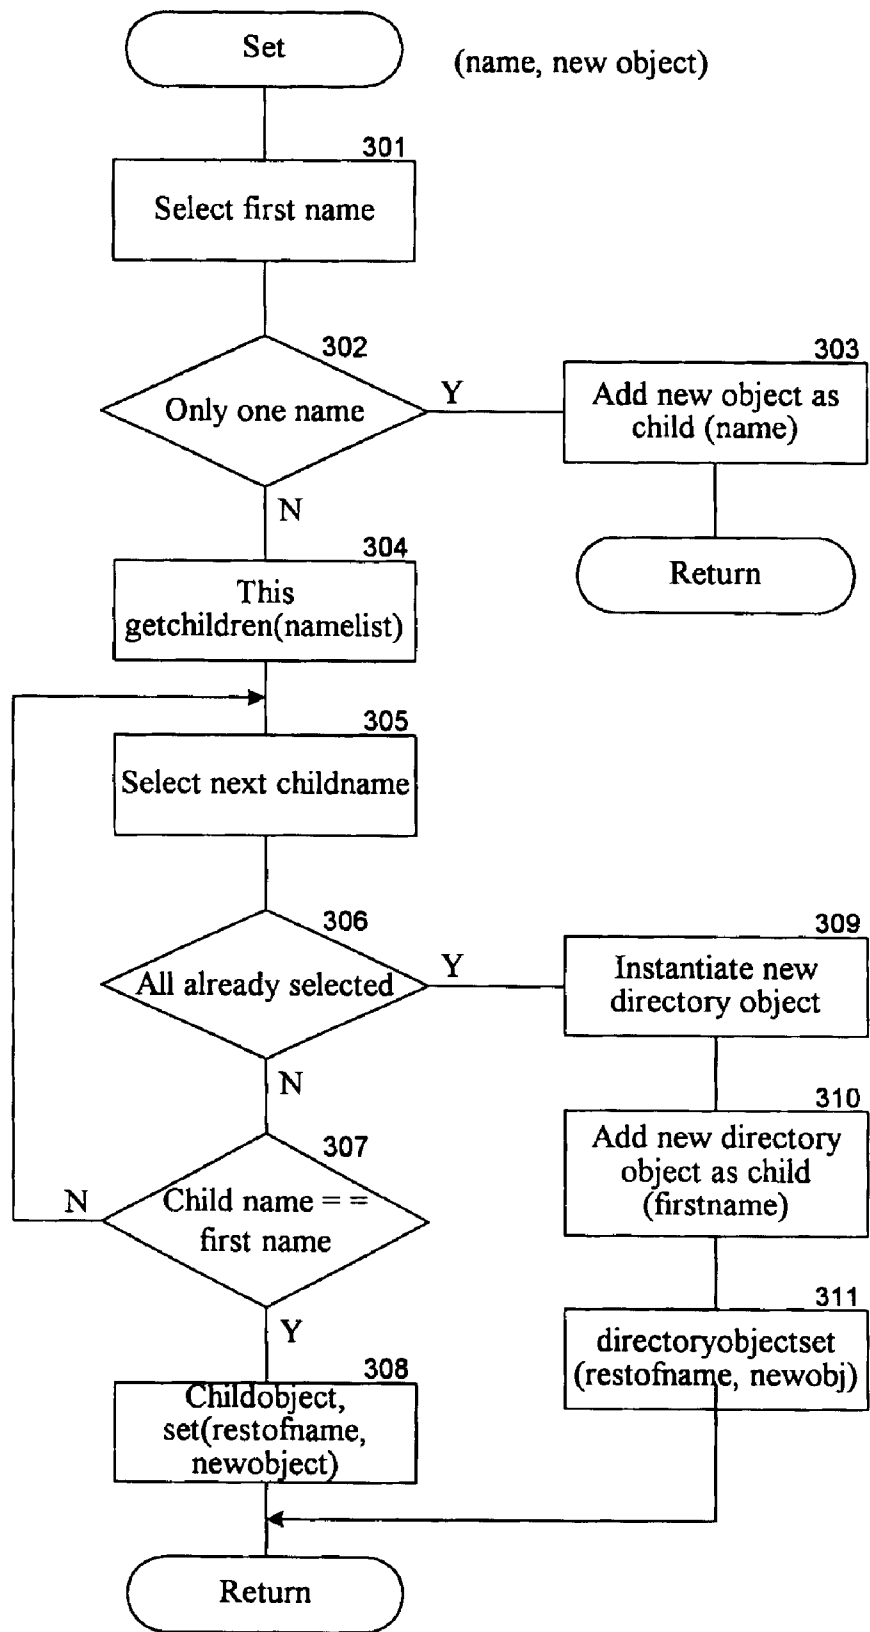 Set
(name, new object)
301
Select first name
302
Only one name
Y
303
Add new object as
child (name)
Return
N
304
This
getchildren(namelist)
305
Select next childname
306
All already selected
Y
309
Instantiate new
directory object
N
310
Add new directory
object as child
(firstname)
307
Child name = =
first name
N
Y
311
directoryobjectset
(restofname, newobj)
308
Childobject,
set(restofname,
newobject)
Return